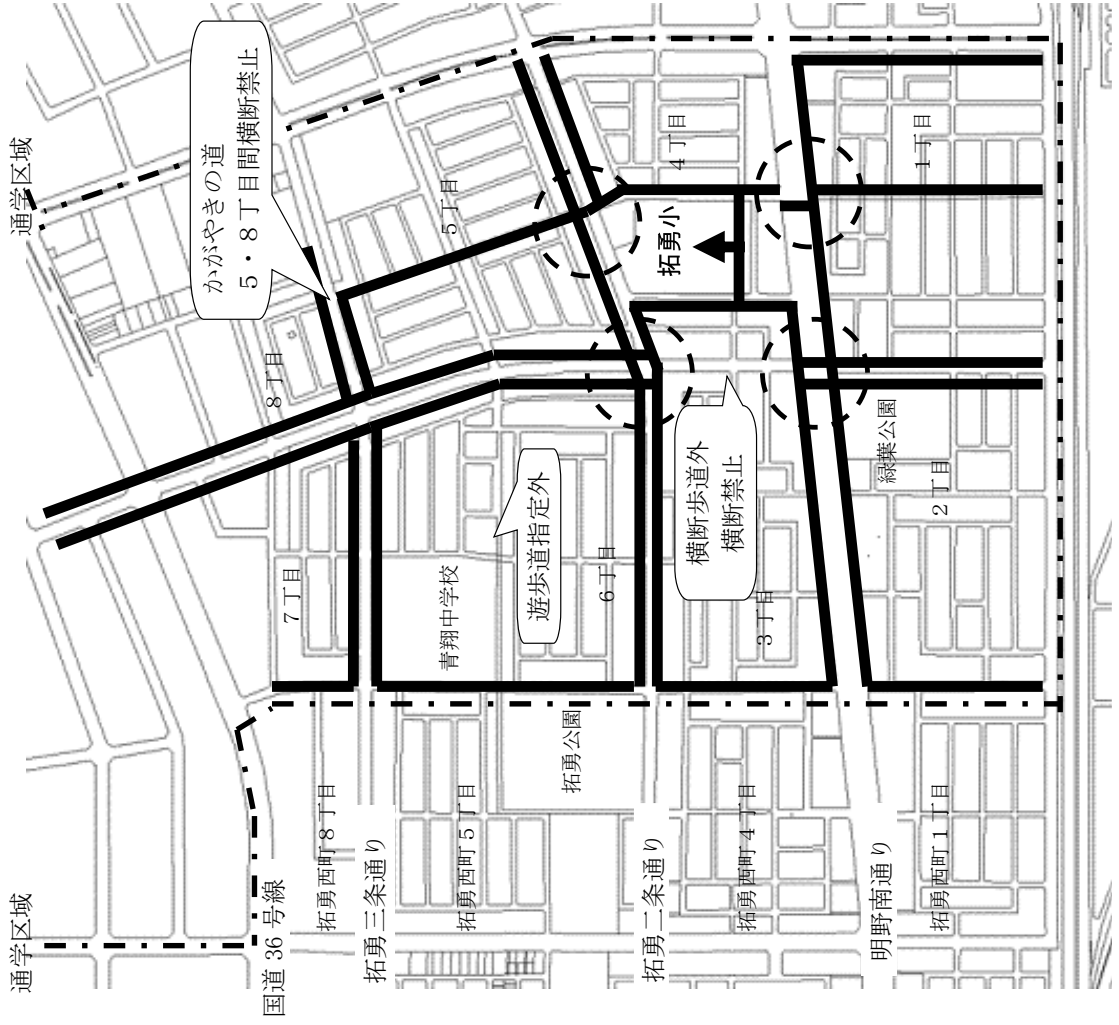 通学区域
通学区域
かがやきの道
５・８丁目間横断禁止
国道 36 号線
８丁目
７丁目
拓勇西町８丁目
拓勇三条通り
青翔中学校
５丁目
拓勇西町５丁目
遊歩道指定外
拓勇公園
６丁目
拓勇二条通り
拓勇小
４丁目
横断歩道外
横断禁止
拓勇西町４丁目
３丁目
明野南通り
緑葉公園
１丁目
拓勇西町１丁目
２丁目